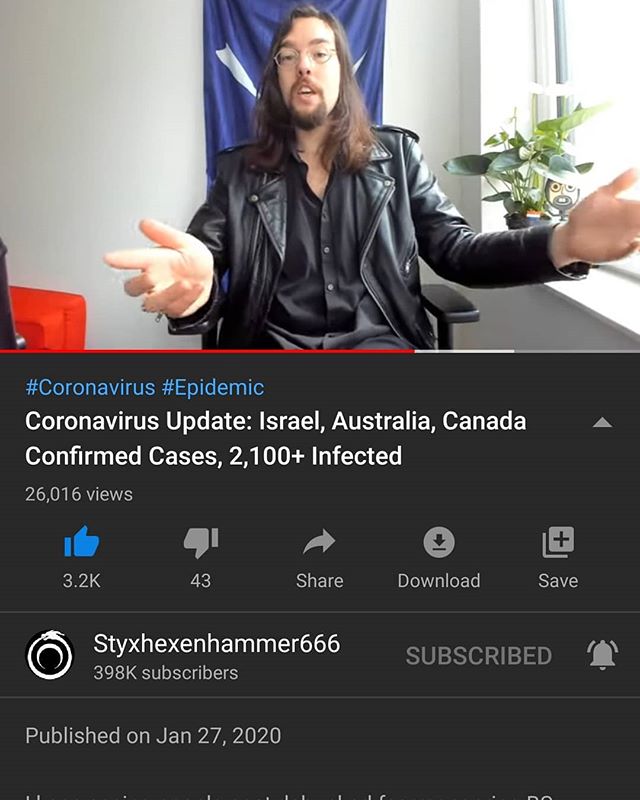 #Coronavirus #Epidemic
Coronavirus Update: Israel, Australia, Canada
Confirmed Cases, 2,100+ Infected
26,016 views
3.2K 43 Share Download Save
Styxhexenhammer666
398K subscribers
SUBSCRIBED
Published on Jan 27, 2020